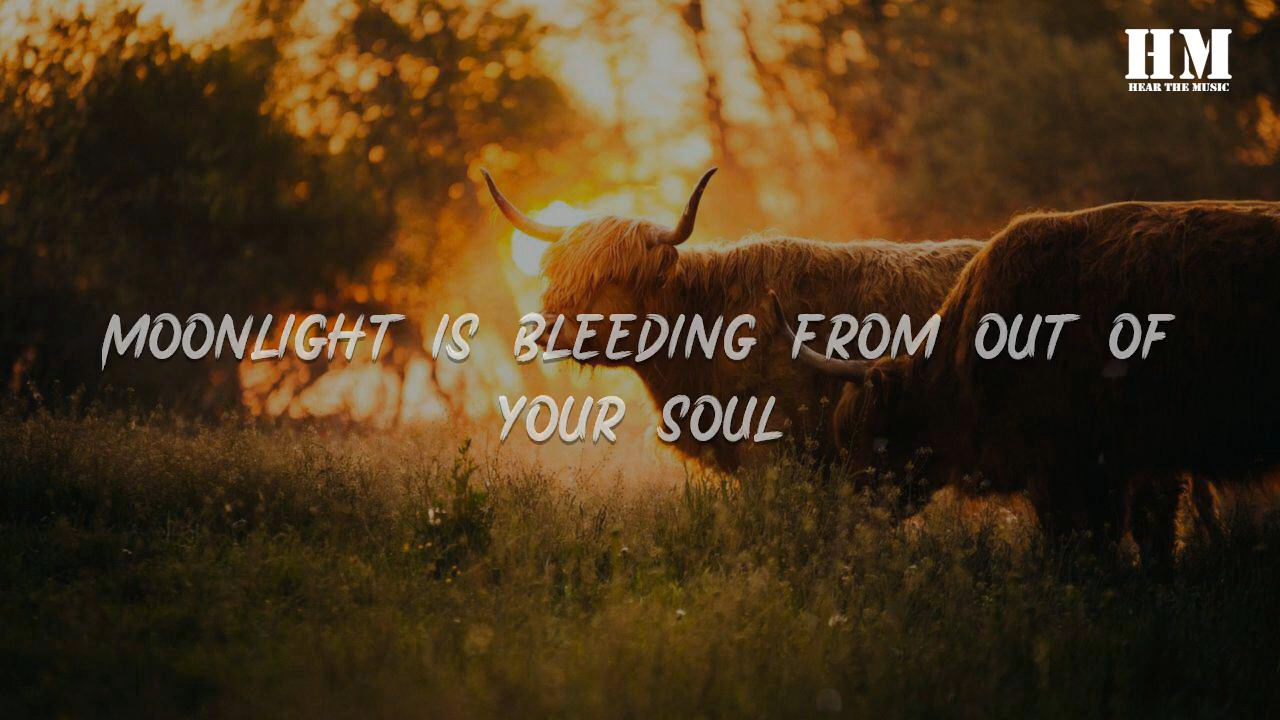 HM
HEAR THE MUSIC
MOONLIGHT IS BLEEDING FROM OUT OF
YOUR SOUL